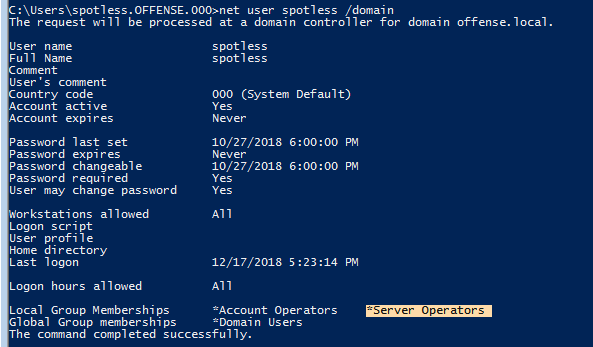 C:\Users\spotless.OFFENSE.000>net user spotless /domain
The request will be processed at a domain controller for domain offense.local.
User name spotless
Full Name spotless
Comment
User's comment
Country code 000 (System Default)
Account active Yes
Account expires Never
Password last set 10/27/2018 6:00:00 PM
Password expires Never
Password changeable 10/27/2018 6:00:00 PM
Password required Yes
User may change password Yes
Workstations allowed All
Logon script
User profile
Home directory
Last logon 12/17/2018 5:23:14 PM
Logon hours allowed All
Local Group Memberships *Account Operators *Server Operators
Global Group memberships *Domain Users
The command completed successfully.